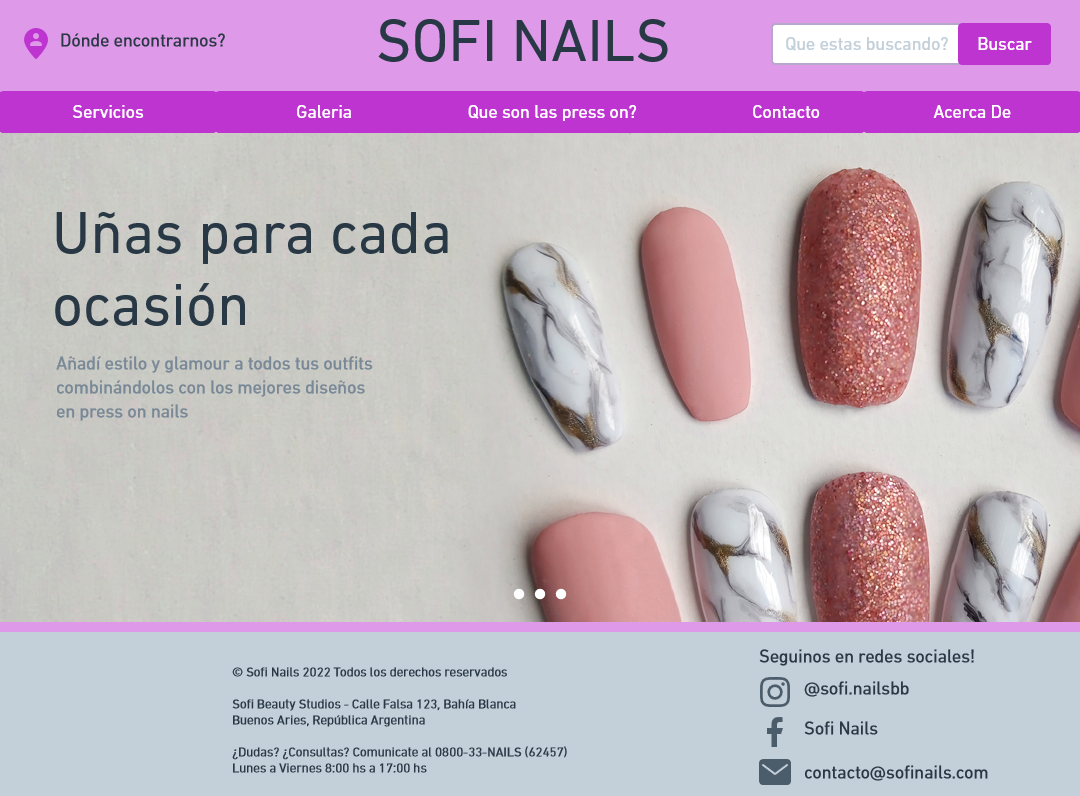 Dónde encontrarnos?
SOFI NAILS
Que estas buscando?
Buscar
Servicios
Galeria
Que son las press on?
Contacto
Acerca De
Uñas para cada
ocasión
Añadí estilo y glamour a todos tus outfits
combinándolos con los mejores diseños
en press on nails
© Sofi Nails 2022 Todos los derechos reservados
Sofi Beauty Studios - Calle Falsa 123, Bahía Blanca
Buenos Aries, República Argentina
¿Dudas? ¿Consultas? Comunicate al 0800-33-NAILS (62457)
Lunes a Viernes 8:00 hs a 17:00 hs
Seguinos en redes sociales!
@sofi.nailsbb
Sofi Nails
contacto@sofinails.com